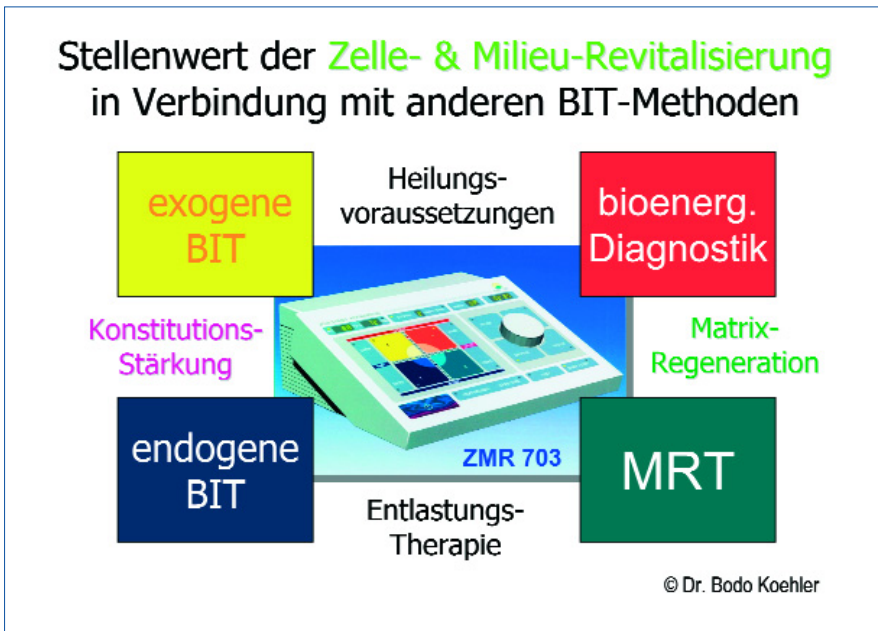 Stellenwert der Zelle- & Milieu-Revitalisierung
in Verbindung mit anderen BIT-Methoden
exogene
BIT
Heilungs-
voraussetzungen
bioenerg.
Diagnostik
Konstitutions-
Stärkung
Matrix-
Regeneration
endogene
BIT
ZMR 703
MRT
Entlastungs-
Therapie
© Dr. Bodo Koehler